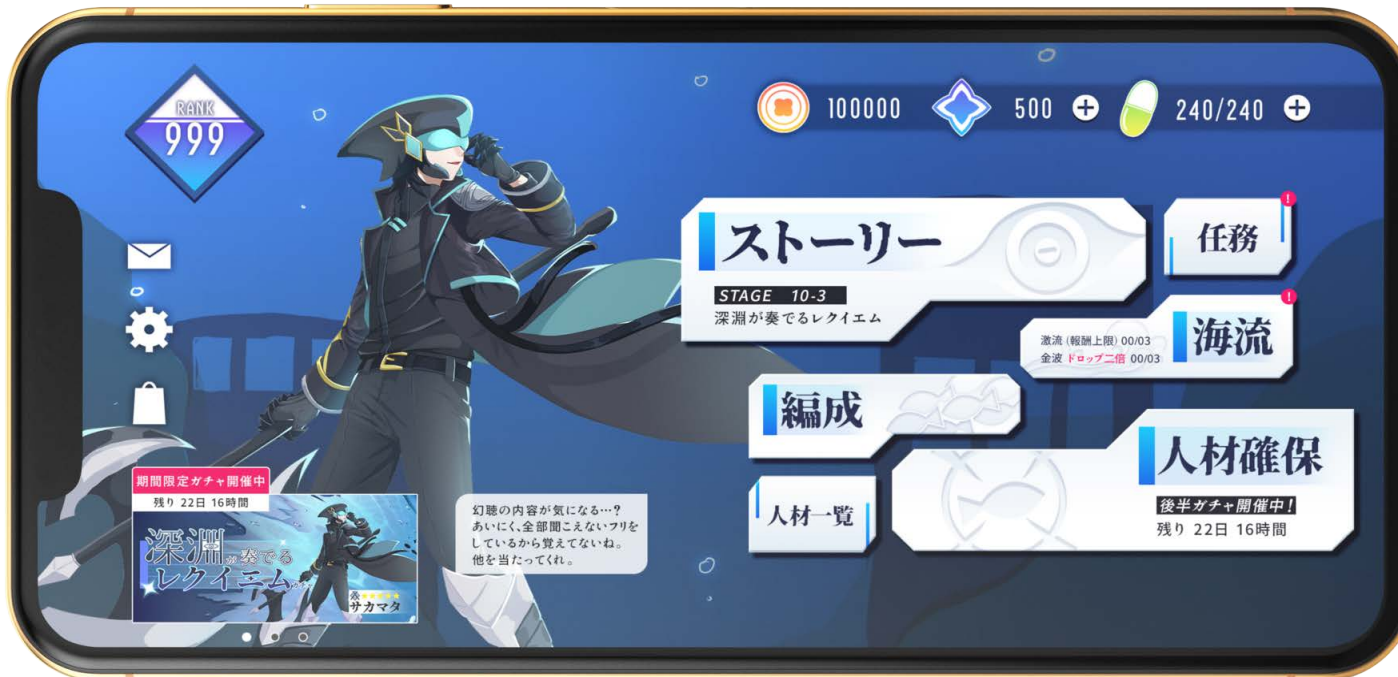 RANK
999
100000
500
240/240
ストーリー
STAGE 10-3
深淵が奏でるレクイエム
任務
激流 (報酬上限) 00/03
金波 ドロップ二倍 00/03
海流
編成
人材確保
後半ガチャ開催中!
残り 22日 16時間
人材一覧
期間限定ガチャ開催中
残り 22日 16時間
深淵が奏でる
レクイエム
サカマタ
幻聴の内容が気になる…?
あいにく、全部聞こえないフリを
しているから覚えてないね。
他を当たってくれ。